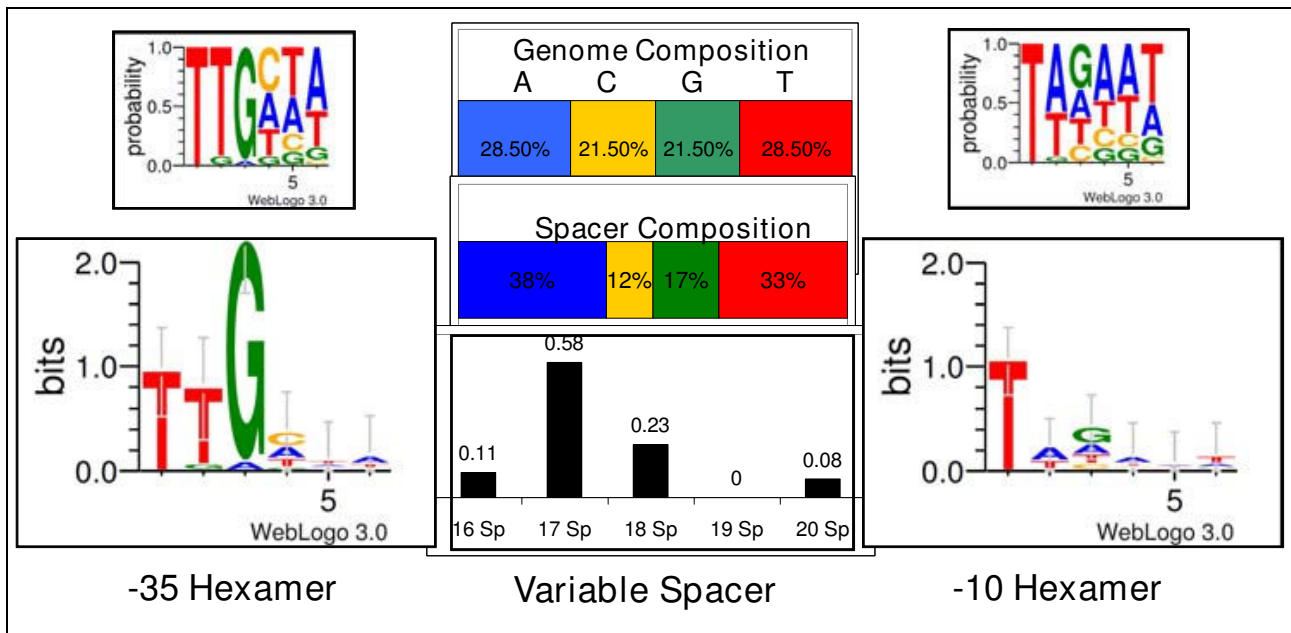 1.0
0.5
0.0
probability
TTGCTA
5
WebLogo 3.0
Genome Composition
A C G T
28.50% 21.50% 21.50% 28.50%
Spacer Composition
38% 12% 17% 33%
1.0
0.5
0.0
probability
TAGAAT
5
WebLogo 3.0
2.0
1.0
0.0
bits
TTG
5
WebLogo 3.0
0.11 0.58 0.23 0 0.08
16 Sp 17 Sp 18 Sp 19 Sp 20 Sp
2.0
1.0
0.0
bits
T
5
WebLogo 3.0
-35 Hexamer Variable Spacer -10 Hexamer